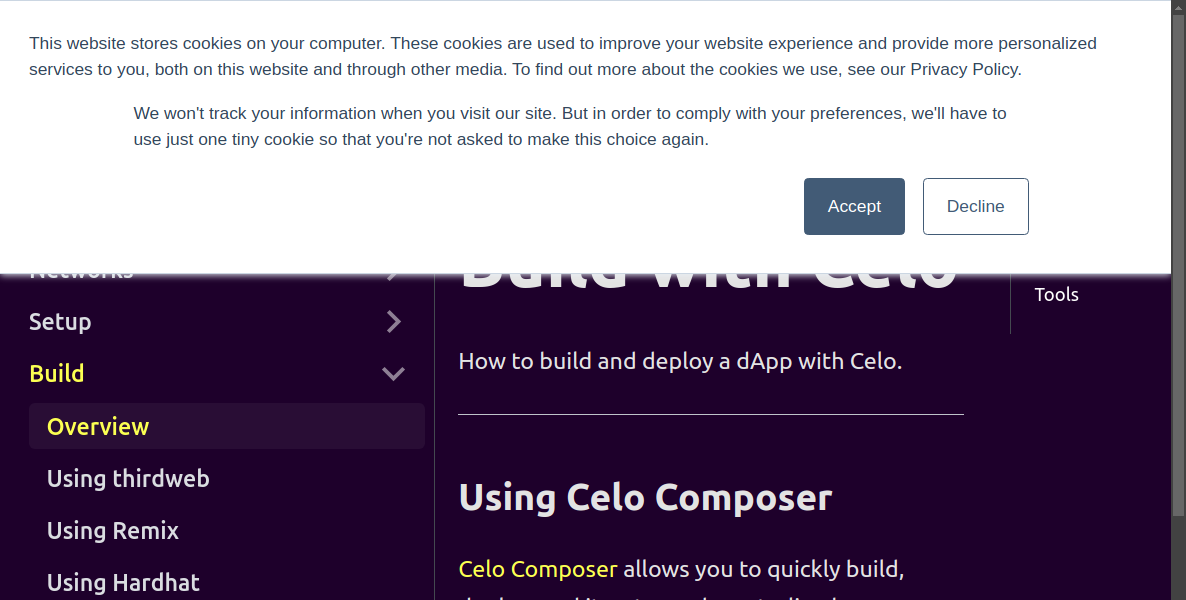 This website stores cookies on your computer. These cookies are used to improve your website experience and provide more personalized
services to you, both on this website and through other media. To find out more about the cookies we use, see our Privacy Policy.
We won't track your information when you visit our site. But in order to comply with your preferences, we'll have to
use just one tiny cookie so that you're not asked to make this choice again.
Accept
Decline
Networks
Setup
Build
Overview
Using thirdweb
Using Remix
Using Hardhat
Build with Celo
How to build and deploy a dApp with Celo.
Using Celo Composer
Celo Composer allows you to quickly build,
Tools